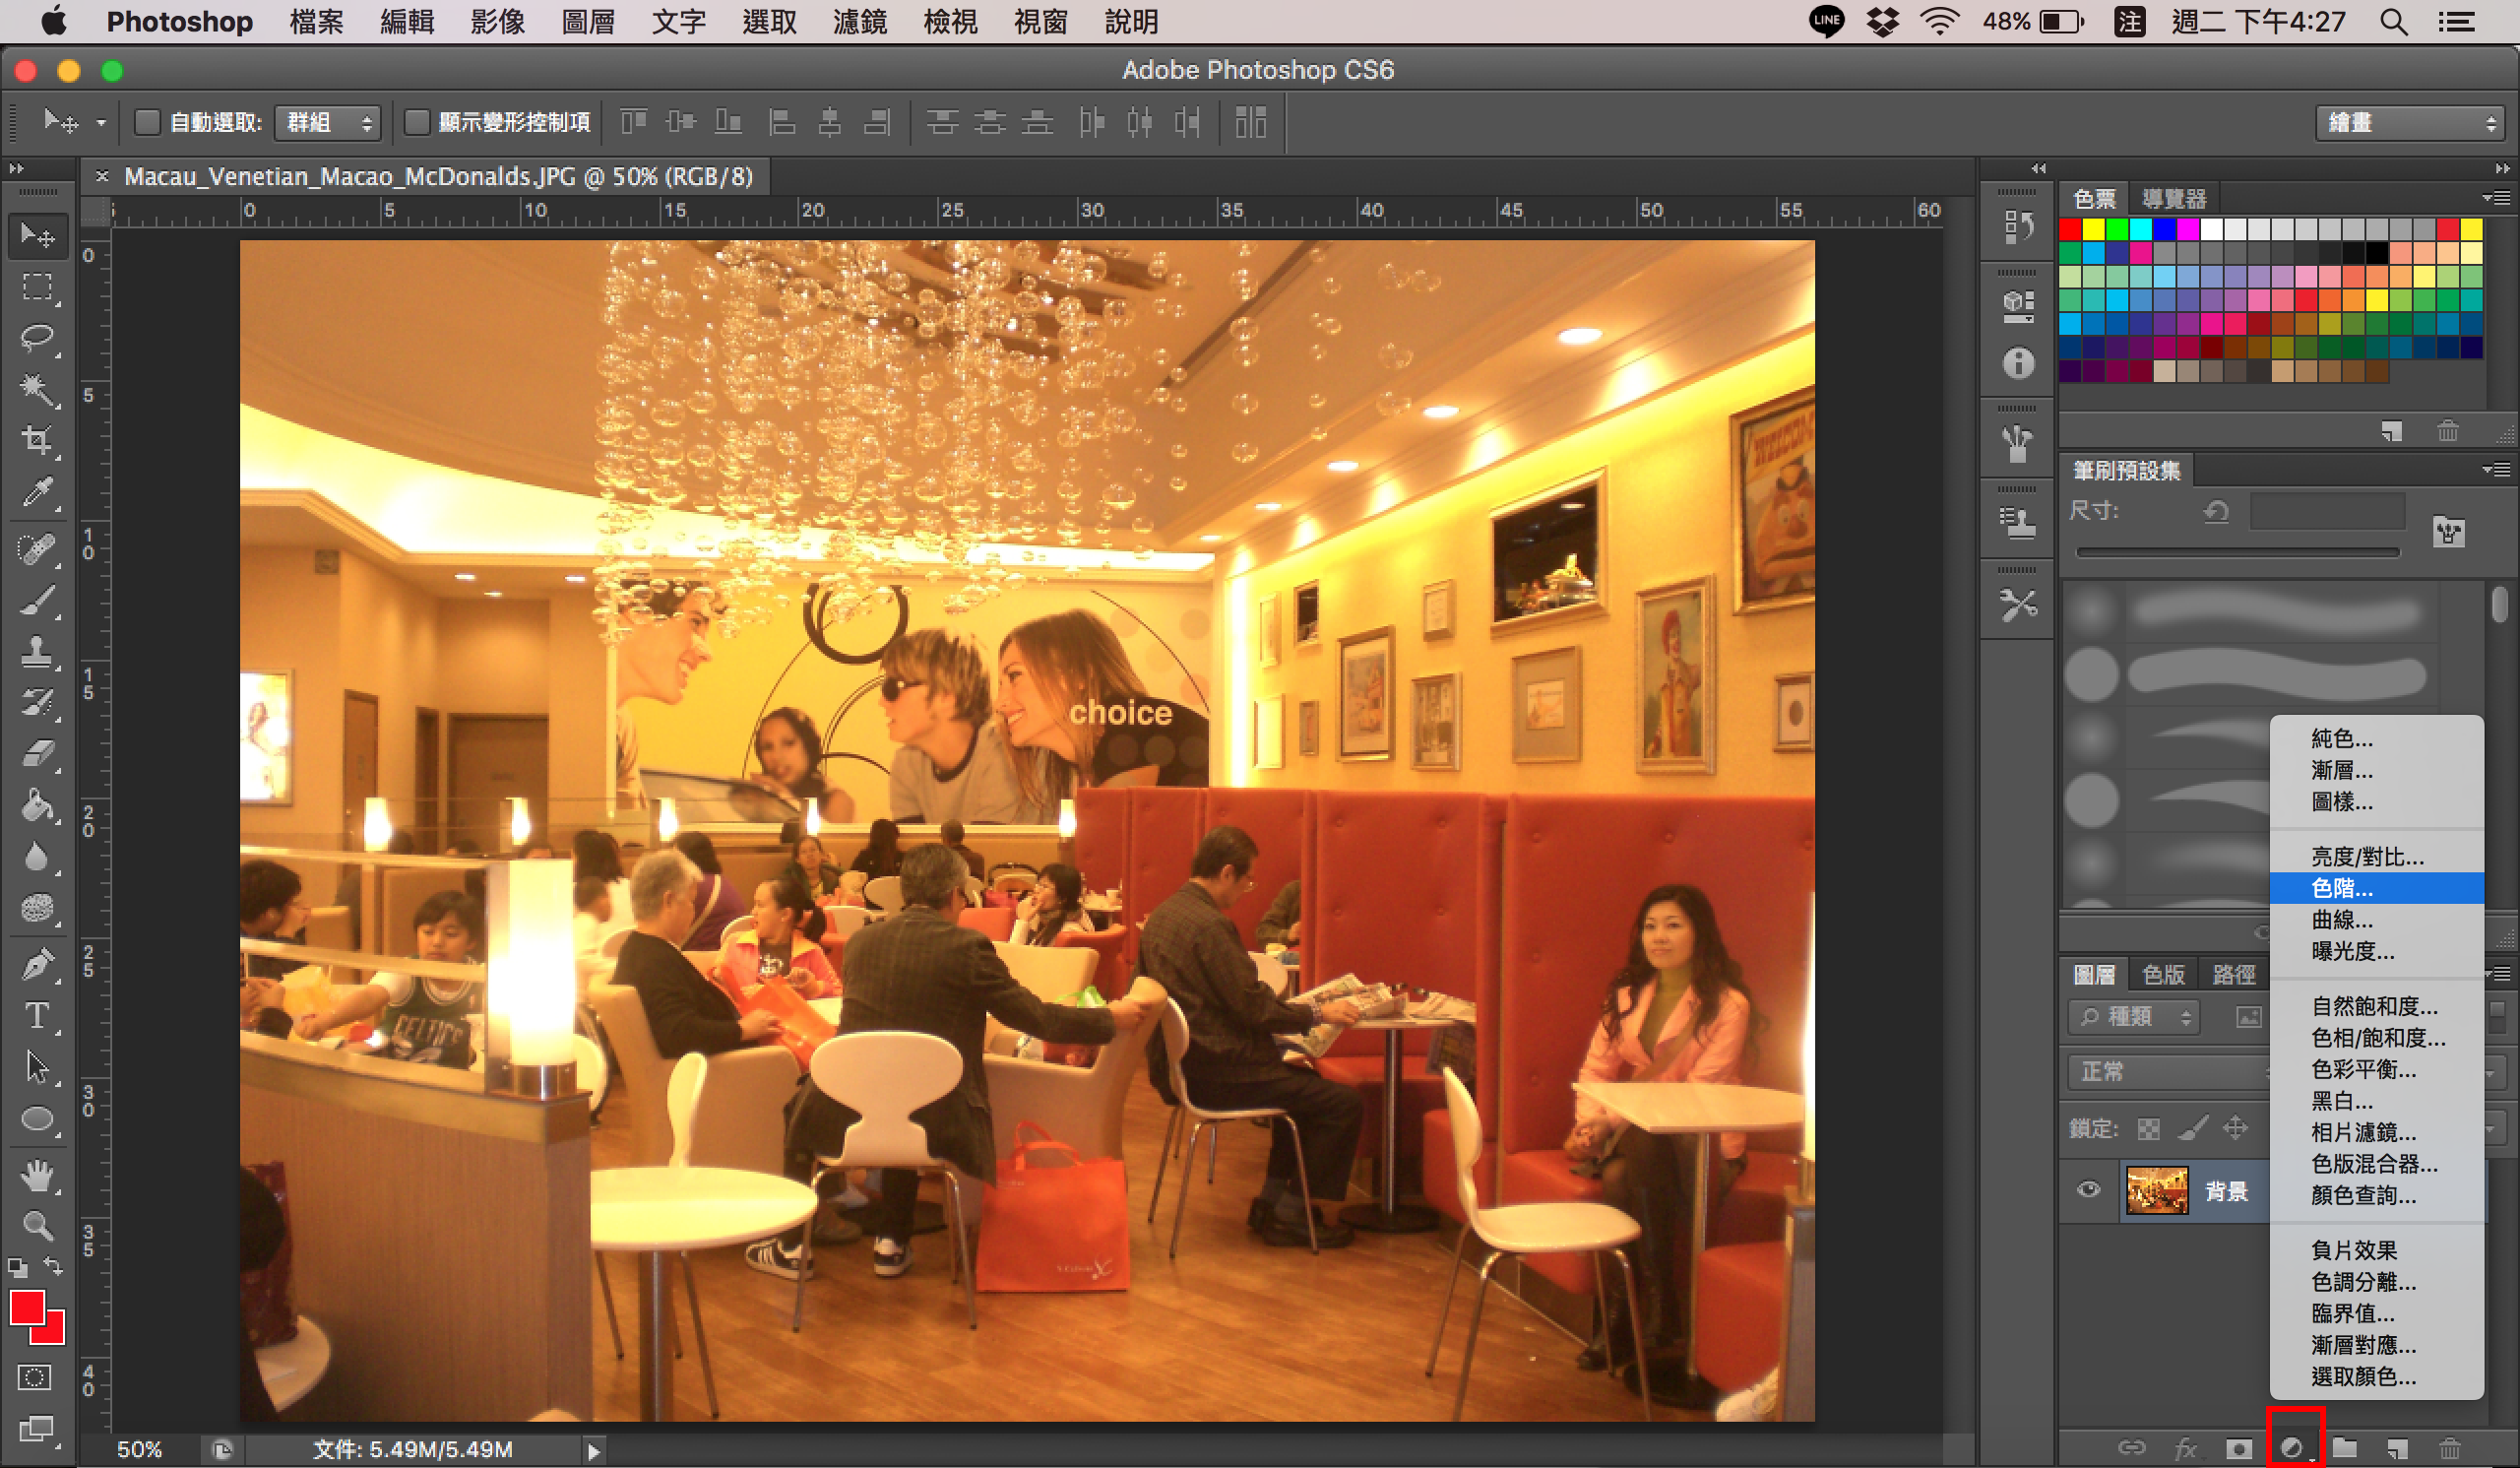 Photoshop 檔案 編輯 影像 圖層 文字 選取 濾鏡 檢視 視窗 說明 LINE 48% 注 週二 下午4:27
Adobe Photoshop CS6
自動選取: 群組 顯示變形控制項 繪畫
× Macau_Venetian_Macao_McDonalds.JPG @ 50% (RGB/8)
0 5 10 15 20 25 30 35 40 45 50 55 60
0
5
10
15
20
25
30
35
40
色票 導覽器
筆刷預設集
尺寸:
WELCOME
choice
CELTICS
純色...
漸層...
圖樣...
亮度/對比...
色階...
曲線...
曝光度...
自然飽和度...
色相/飽和度...
色彩平衡...
黑白...
相片濾鏡...
色版混合器...
顏色查詢...
負片效果
色調分離...
臨界值...
漸層對應...
選取顏色...
圖層 色版 路徑
種類
正常
鎖定:
背景
T
fx
50% 文件: 5.49M/5.49M